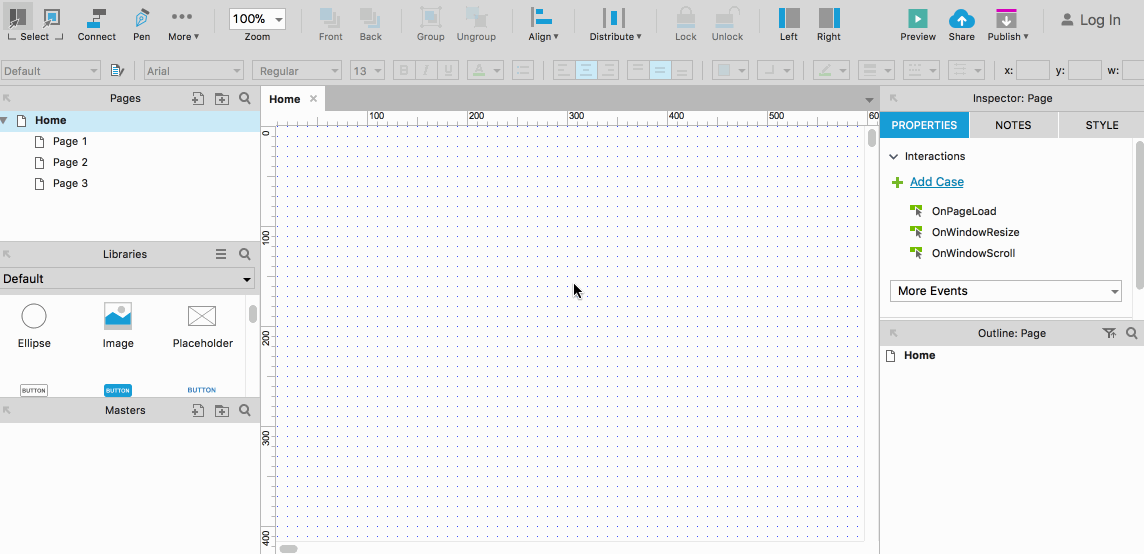 100%
Log In
Select Connect Pen More ▾ Zoom Front Back Group Ungroup Align ▾ Distribute ▾ Lock Unlock Left Right Preview Share Publish ▾
Default Arial Regular 13 B I U A x: y: w:
Pages
Home
Page 1
Page 2
Page 3
Libraries
Default
Ellipse Image Placeholder
BUTTON BUTTON BUTTON
Masters
Home ×
100 200 300 400 500 60
0
100
200
300
400
Inspector: Page
PROPERTIES NOTES STYLE
Interactions
Add Case
OnPageLoad
OnWindowResize
OnWindowScroll
More Events
Outline: Page
Home